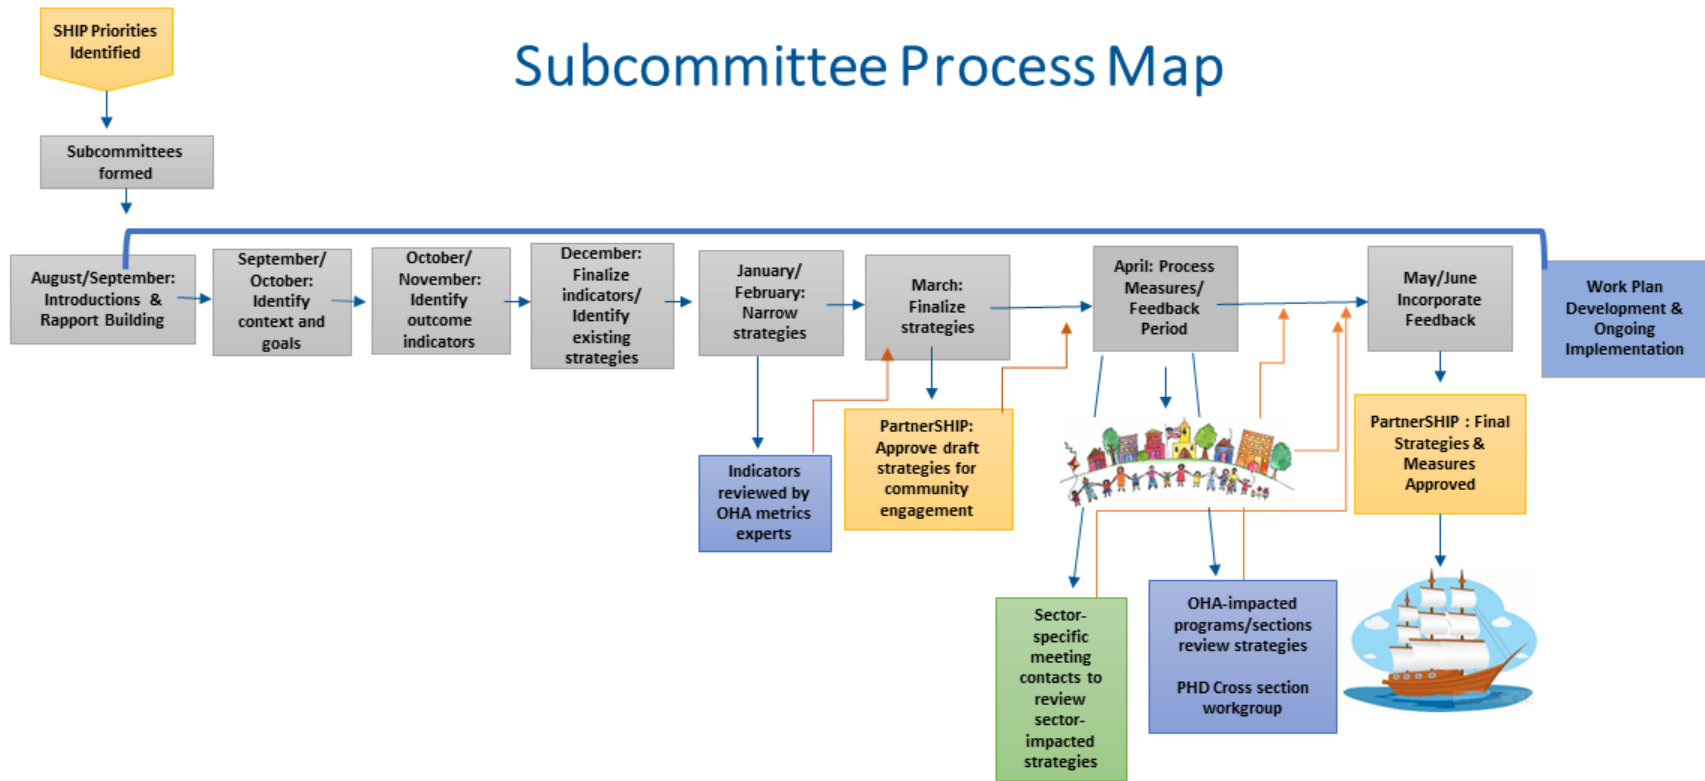 SHIP Priorities
Identified
Subcommittee Process Map
Subcommittees
formed
August/September:
Introductions &
Rapport Building
September/
October:
Identify
context and
goals
October/
November:
Identify
outcome
indicators
December:
Finalize
indicators/
Identify
existing
strategies
January/
February:
Narrow
strategies
March:
Finalize
strategies
April: Process
Measures/
Feedback
Period
May/June
Incorporate
Feedback
Work Plan
Development &
Ongoing
Implementation
Indicators
reviewed by
OHA metrics
experts
PartnerSHIP:
Approve draft
strategies for
community
engagement
PartnerSHIP : Final
Strategies &
Measures
Approved
Sector-
specific
meeting
contacts to
review
sector-
impacted
strategies
OHA-impacted
programs/sections
review strategies
PHD Cross section
workgroup